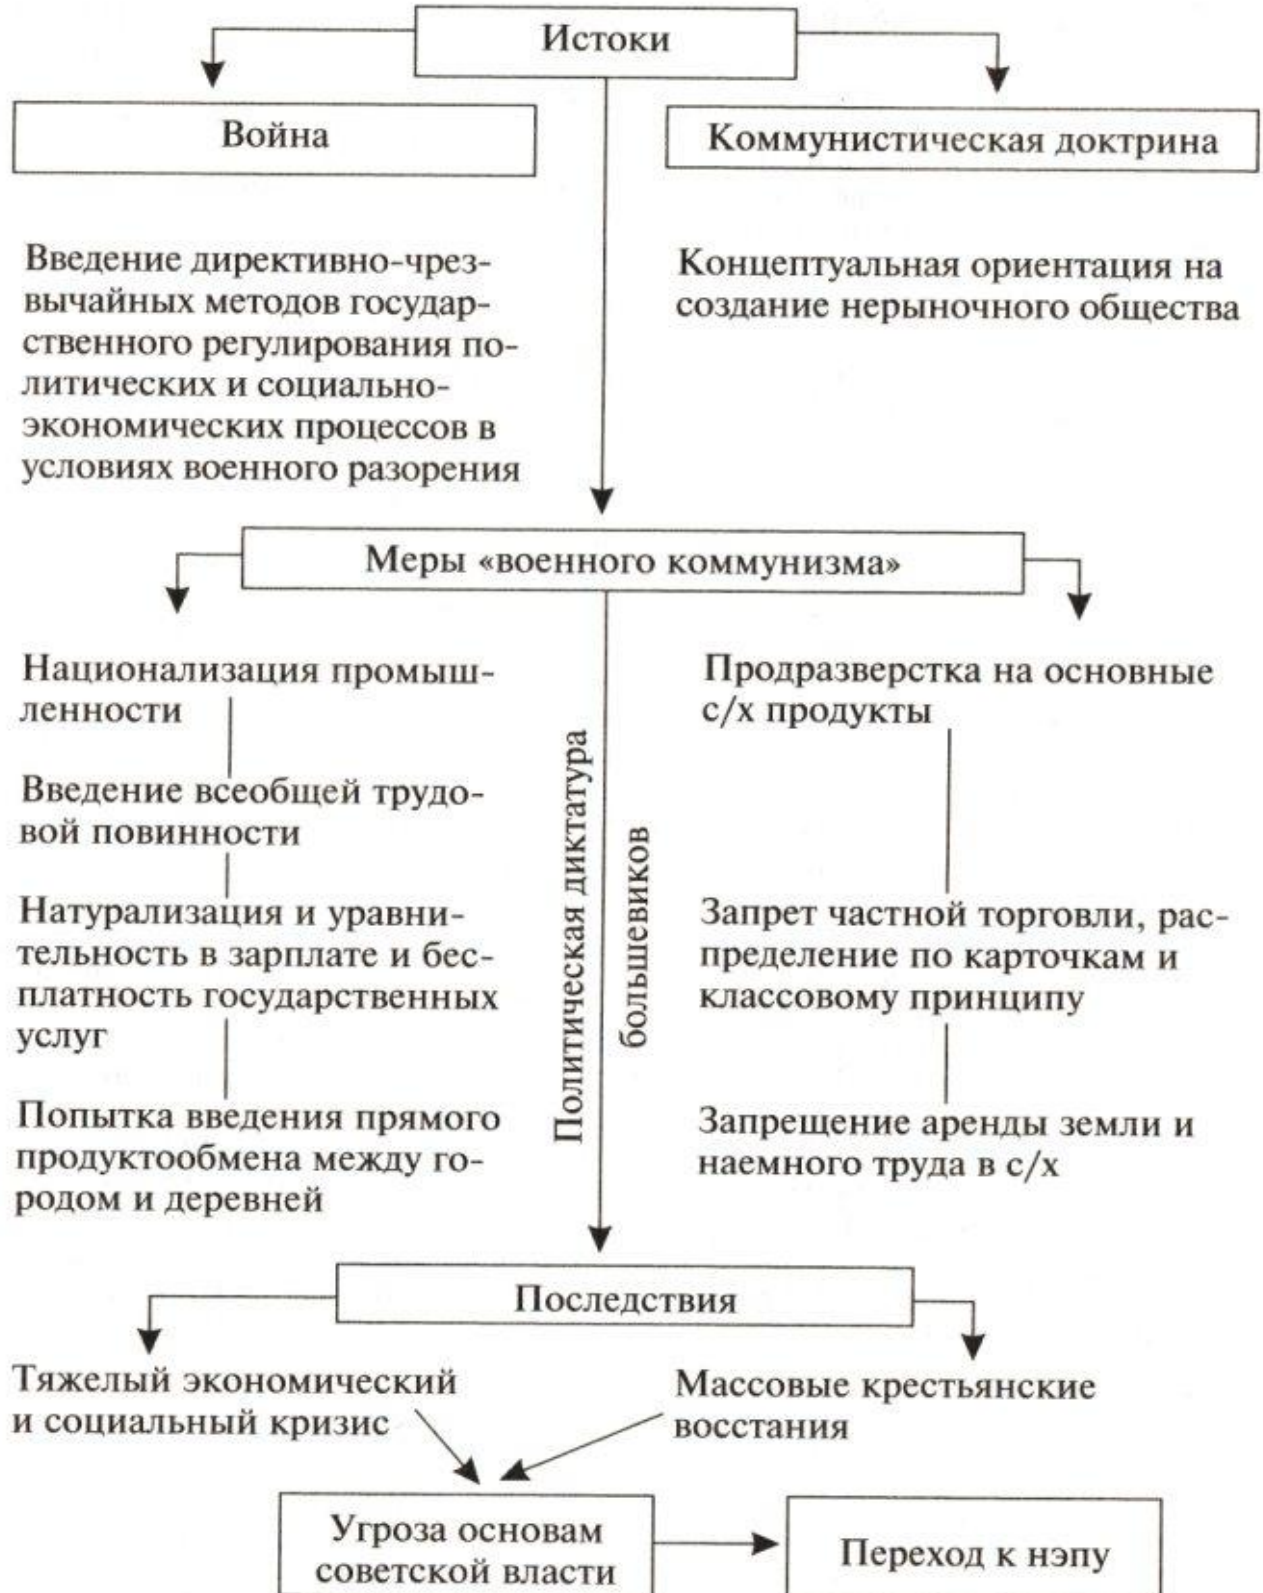 Истоки
Война
Коммунистическая доктрина
Введение директивно-чрез-
вычайных методов государ-
ственного регулирования по-
литических и социально-
экономических процессов в
условиях военного разорения
Концептуальная ориентация на
создание нерыночного общества
Меры «военного коммунизма»
Национализация промыш-
ленности
Введение всеобщей трудо-
вой повинности
Натурализация и уравни-
тельность в зарплате и бес-
платность государственных
услуг
Попытка введения прямого
продуктообмена между го-
родом и деревней
Политическая диктатура
большевиков
Продразверстка на основные
с/х продукты
Запрет частной торговли, рас-
пределение по карточкам и
классовому принципу
Запрещение аренды земли и
наемного труда в с/х
Последствия
Тяжелый экономический
и социальный кризис
Массовые крестьянские
восстания
Угроза основам
советской власти
Переход к нэпу